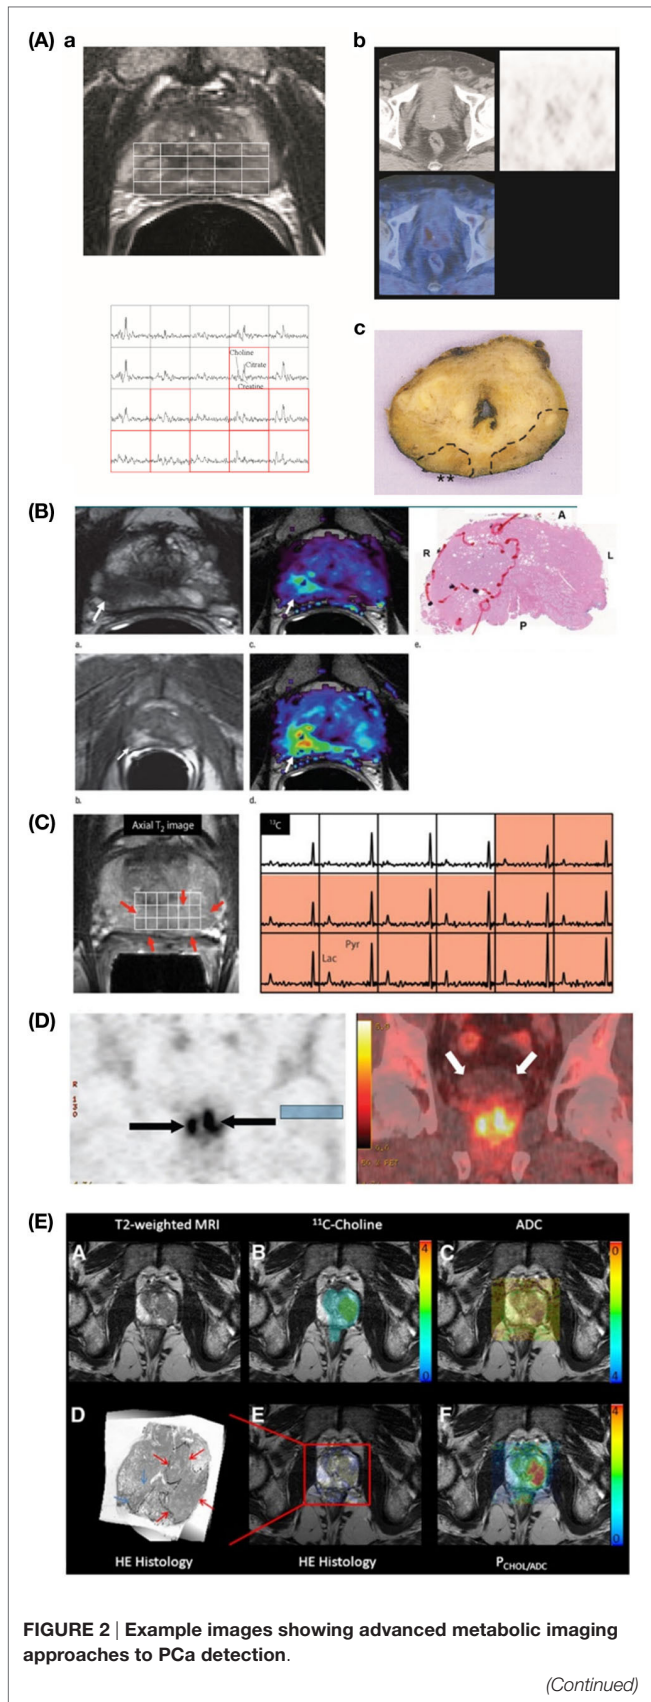 (A) a
b
Choline
Citrate
Creatine
c
**
(B)
A
R
L
P
a.
c.
e.
b.
d.
(C)
Axial T2 image
13C
Pyr
Lac
(D)
R
(E)
T2-weighted MRI
11C-Choline
ADC
A
B
C
4
0
0
4
D
E
F
4
0
HE Histology
HE Histology
PCHOL/ADC
FIGURE 2 | Example images showing advanced metabolic imaging
approaches to PCa detection.
(Continued)